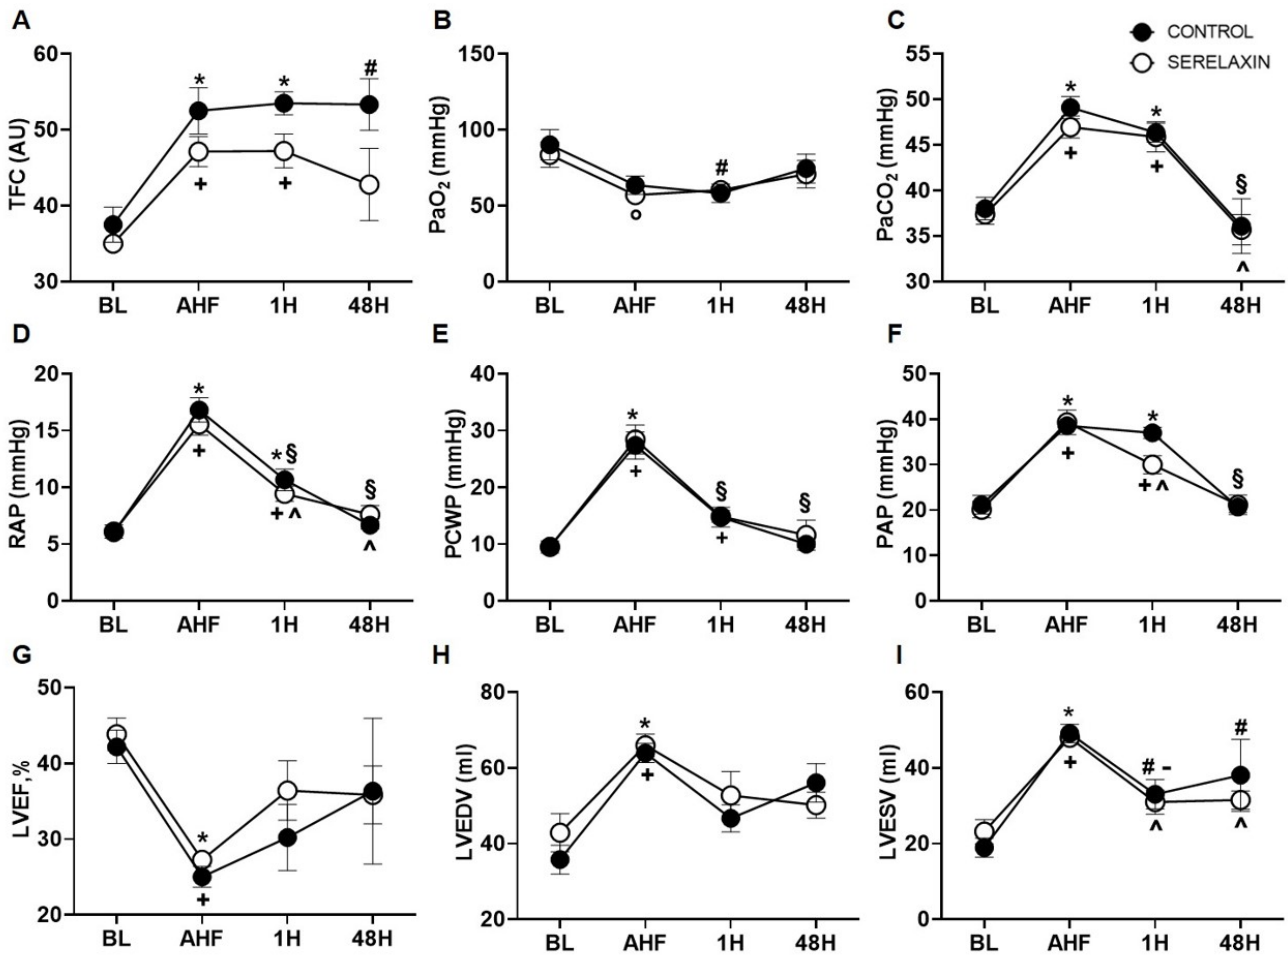 A
B
C
CONTROL
SERELAXIN
TFC (AU)
60
50
40
30
*
*
#
+
+
BL AHF 1H 48H
PaO2 (mmHg)
150
100
50
0
#
BL AHF 1H 48H
PaCO2 (mmHg)
55
50
45
40
35
30
*
*
§
+
+
^
BL AHF 1H 48H
D
E
F
RAP (mmHg)
20
15
10
5
0
*
*§
§
+
+^
^
BL AHF 1H 48H
PCWP (mmHg)
40
30
20
10
0
*
§
§
+
+
BL AHF 1H 48H
PAP (mmHg)
50
40
30
20
10
0
*
*
§
+
+^
BL AHF 1H 48H
G
H
I
LVEF,%
50
40
30
20
*
+
BL AHF 1H 48H
LVEDV (ml)
80
60
40
20
*
+
BL AHF 1H 48H
LVESV (ml)
60
40
20
0
*
# -
#
+
^
^
BL AHF 1H 48H